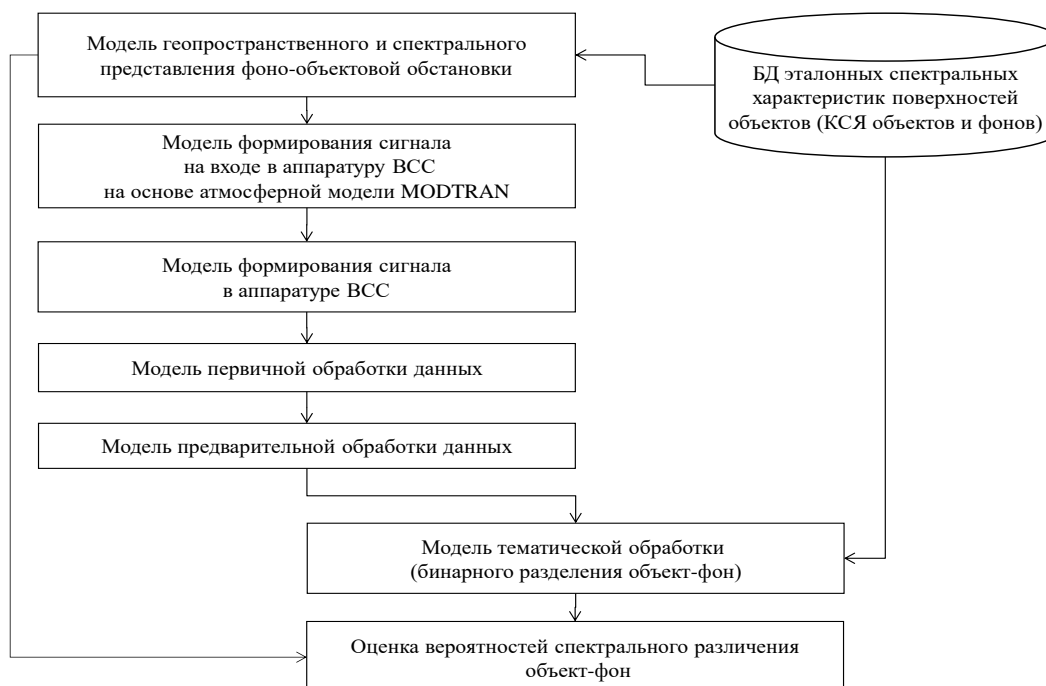 Модель геопространственного и спектрального
представления фоно-объектовой обстановки
БД эталонных спектральных
характеристик поверхностей
объектов (КСЯ объектов и фонов)
Модель формирования сигнала
на входе в аппаратуру ВСС
на основе атмосферной модели MODTRAN
Модель формирования сигнала
в аппаратуре ВСС
Модель первичной обработки данных
Модель предварительной обработки данных
Модель тематической обработки
(бинарного разделения объект-фон)
Оценка вероятностей спектрального различения
объект-фон